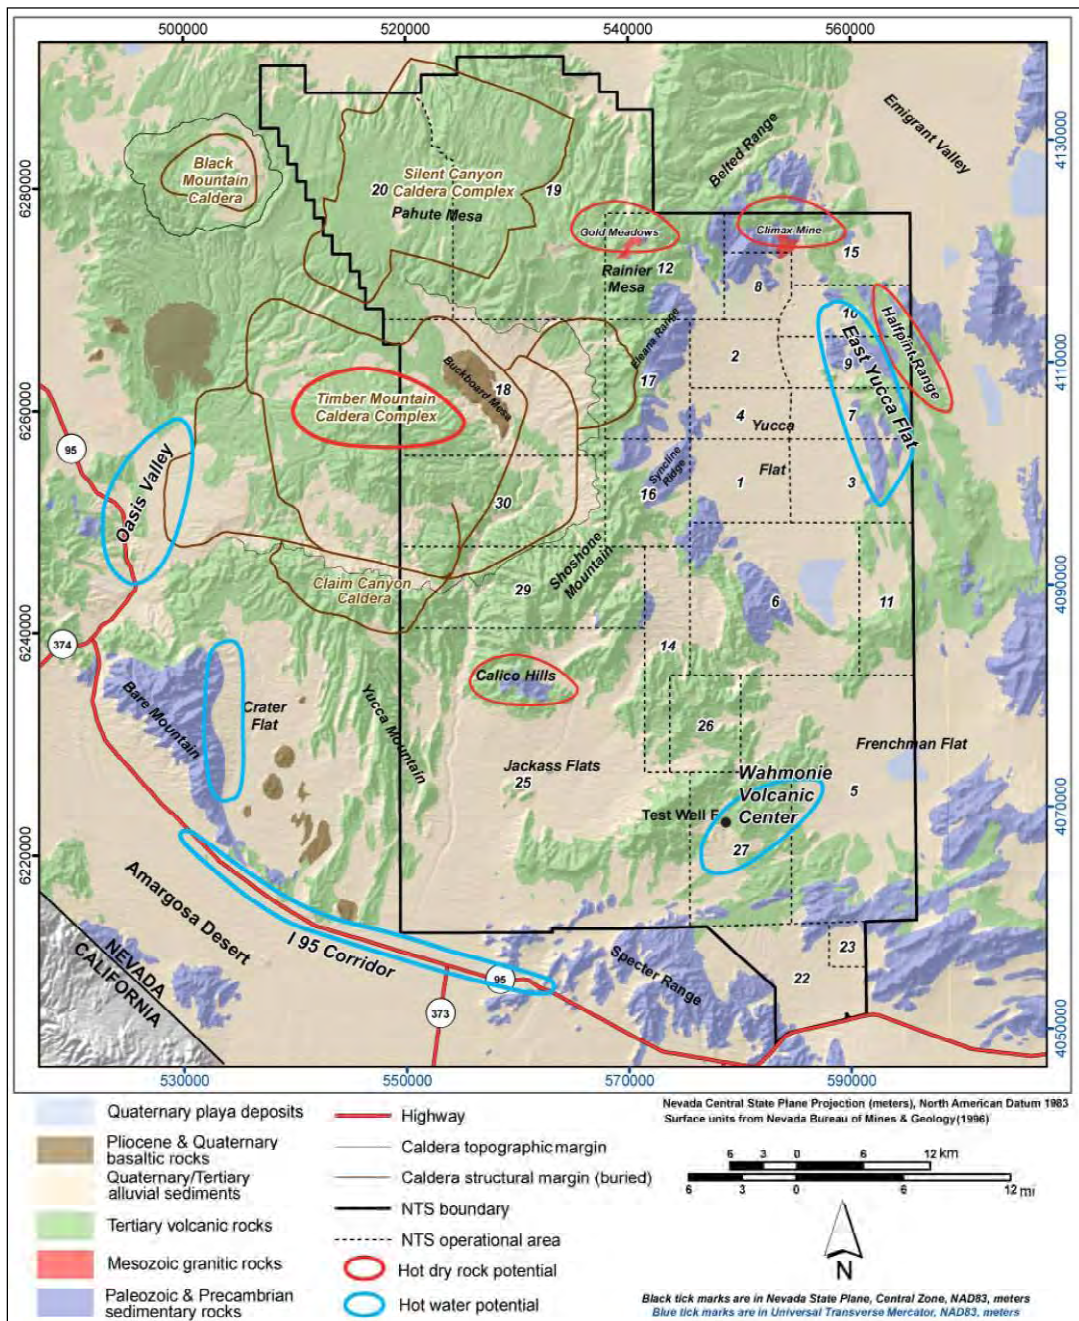 500000 520000 540000 560000
Emigrant Valley
Belted Range
4130000
Black
Mountain
Caldera
Silent Canyon
Caldera Complex
20
19
Pahute Mesa
6280000
Gold Meadows
Climax Mine
15
Rainier
Mesa
12
8
10
Halfpint Range
East Yucca Flat
Eleana Range
2
9
4110000
Buckboard Mesa
18
17
Timber Mountain
Caldera Complex
6260000
4
7
Yucca
95
Oasis Valley
Syncline
Ridge
Flat
1
3
16
30
Shoshone
Mountain
Claim Canyon
Caldera
29
6
11
4090000
6240000
374
14
Calico Hills
Bare Mountain
Crater
Flat
Yucca Mountain
26
Frenchman Flat
Jackass Flats
25
Wahmonie
Volcanic
Center
5
4070000
Test Well F
27
6220000
Amargosa Desert
I 95 Corridor
NEVADA
CALIFORNIA
95
Specter Range
23
22
373
4050000
530000 550000 570000 590000
Quaternary playa deposits
Pliocene & Quaternary
basaltic rocks
Quaternary/Tertiary
alluvial sediments
Tertiary volcanic rocks
Mesozoic granitic rocks
Paleozoic & Precambrian
sedimentary rocks
Highway
Caldera topographic margin
Caldera structural margin (buried)
NTS boundary
NTS operational area
Hot dry rock potential
Hot water potential
Nevada Central State Plane Projection (meters), North American Datum 1983
Surface units from Nevada Bureau of Mines & Geology(1996)
6 3 0 6 12 km
6 3 0 6 12 mi
N
Black tick marks are in Nevada State Plane, Central Zone, NAD83, meters
Blue tick marks are in Universal Transverse Mercator, NAD83, meters